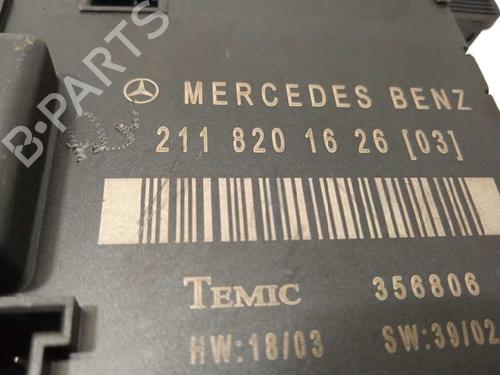 MERCEDES BENZ
211 820 16 26 [03]
TEMIC 356806
HW:18/03 SW:39/02
B-PARTS